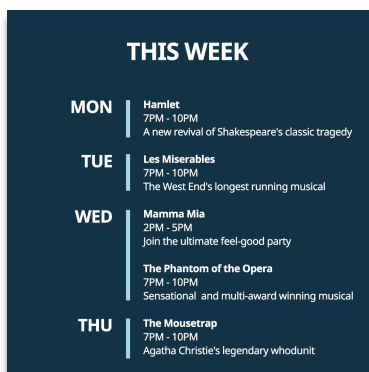 THIS WEEK
MON
Hamlet
7PM - 10PM
A new revival of Shakespeare's classic tragedy
TUE
Les Miserables
7PM - 10PM
The West End's longest running musical
WED
Mamma Mia
2PM - 5PM
Join the ultimate feel-good party
The Phantom of the Opera
7PM - 10PM
Sensational  and multi-award winning musical
THU
The Mousetrap
7PM - 10PM
Agatha Christie's legendary whodunit